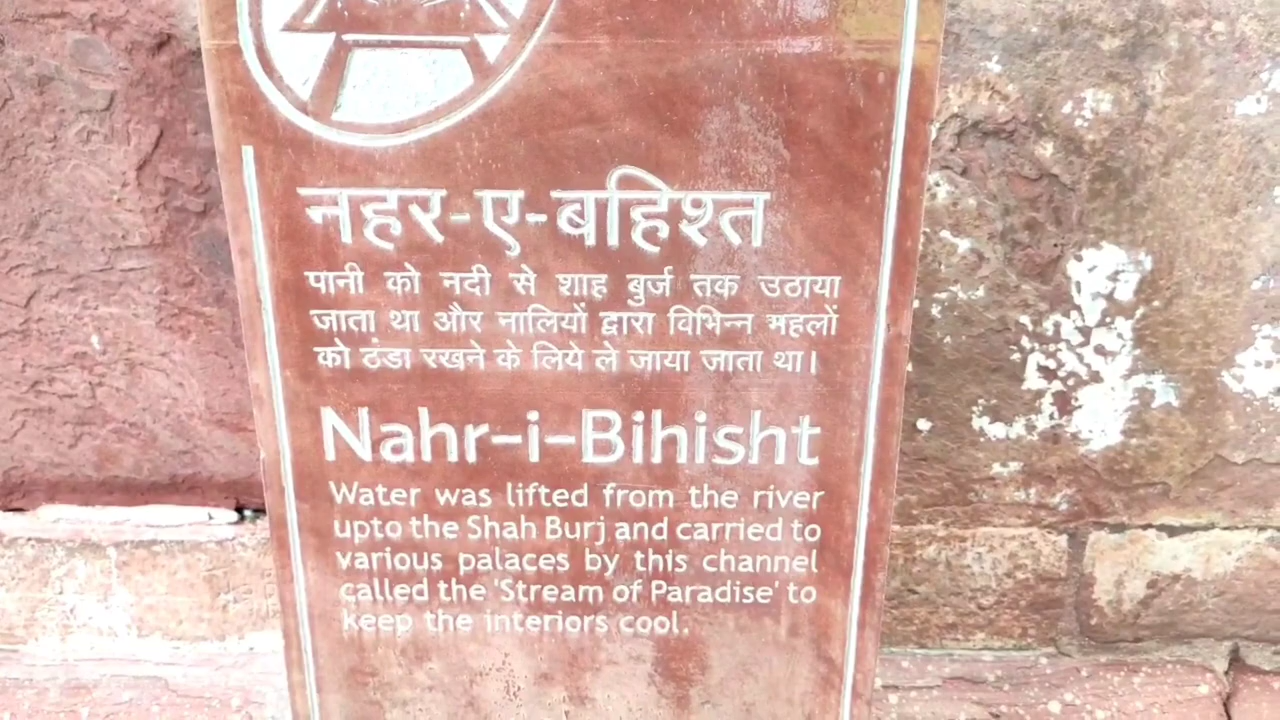 नहर-ए-बहिश्त
पानी को नदी से शाह बुर्ज तक उठाया
जाता था और नालियों द्वारा विभिन्न महलों
को ठंडा रखने के लिये ले जाया जाता था।
Nahr-i-Bihisht
Water was lifted from the river
upto the Shah Burj and carried to
various palaces by this channel
called the 'Stream of Paradise' to
keep the interiors cool.